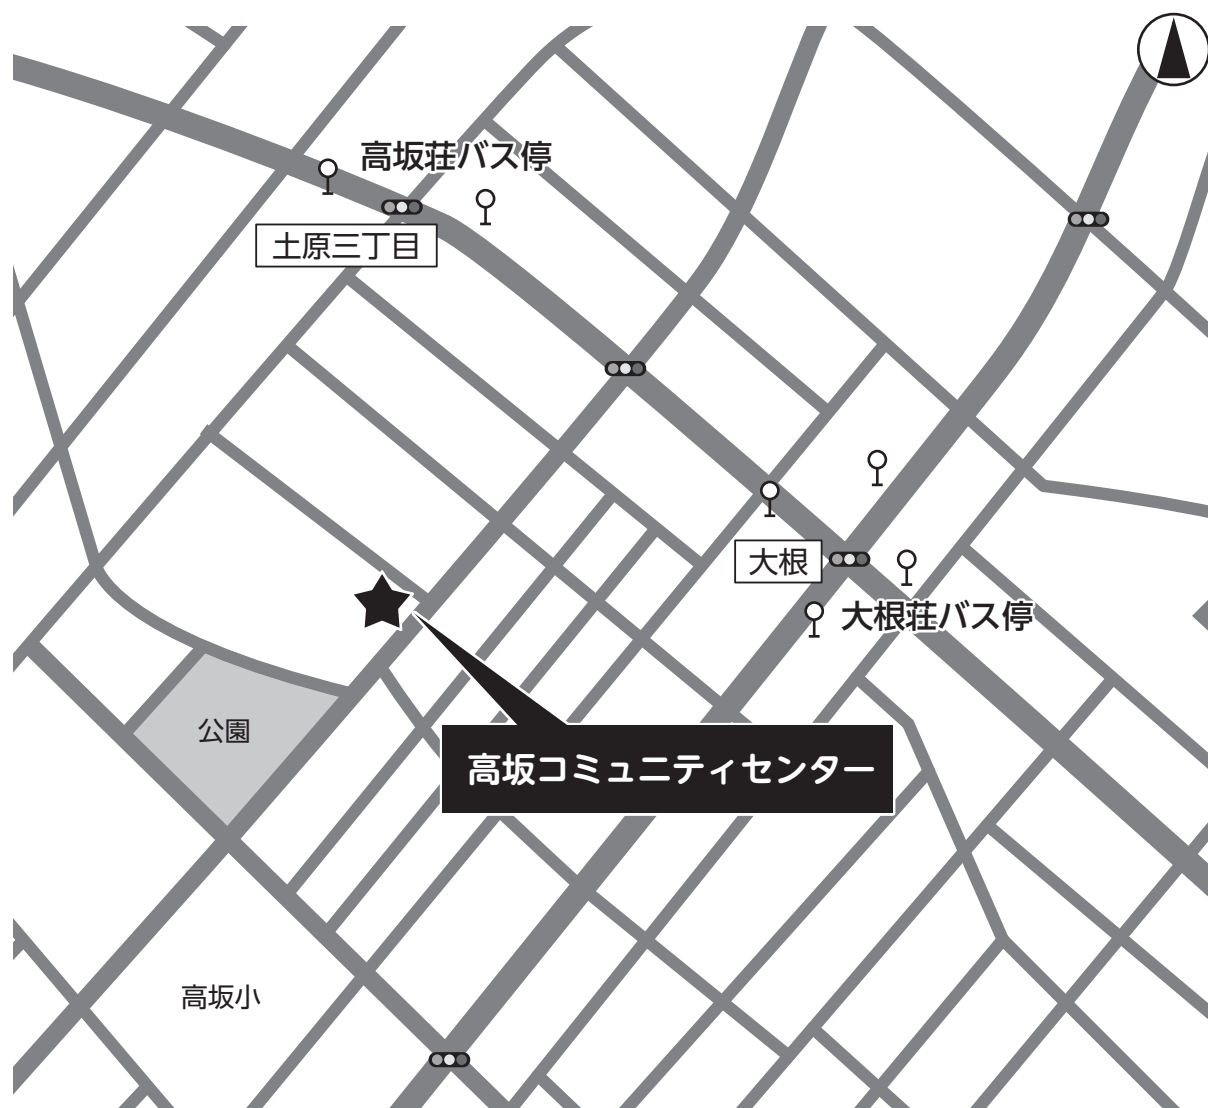 高坂荘バス停
土原三丁目
大根
大根荘バス停
公園
高坂コミュニティセンター
高坂小